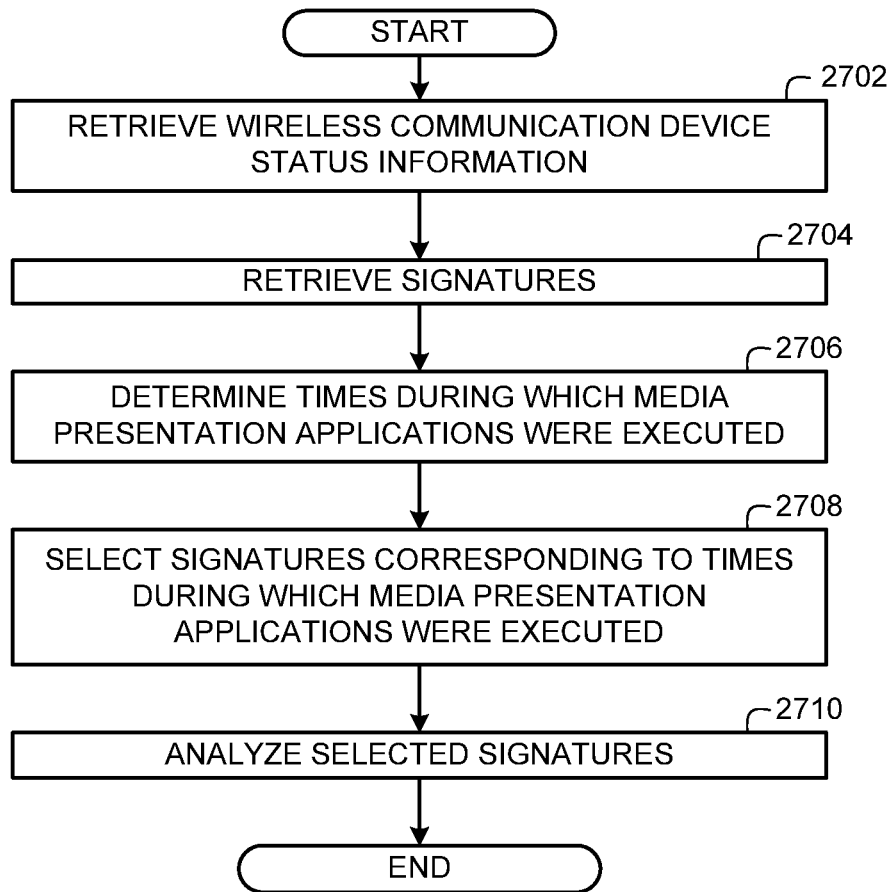 START
2702
RETRIEVE WIRELESS COMMUNICATION DEVICE
STATUS INFORMATION
2704
RETRIEVE SIGNATURES
2706
DETERMINE TIMES DURING WHICH MEDIA
PRESENTATION APPLICATIONS WERE EXECUTED
2708
SELECT SIGNATURES CORRESPONDING TO TIMES
DURING WHICH MEDIA PRESENTATION
APPLICATIONS WERE EXECUTED
2710
ANALYZE SELECTED SIGNATURES
END